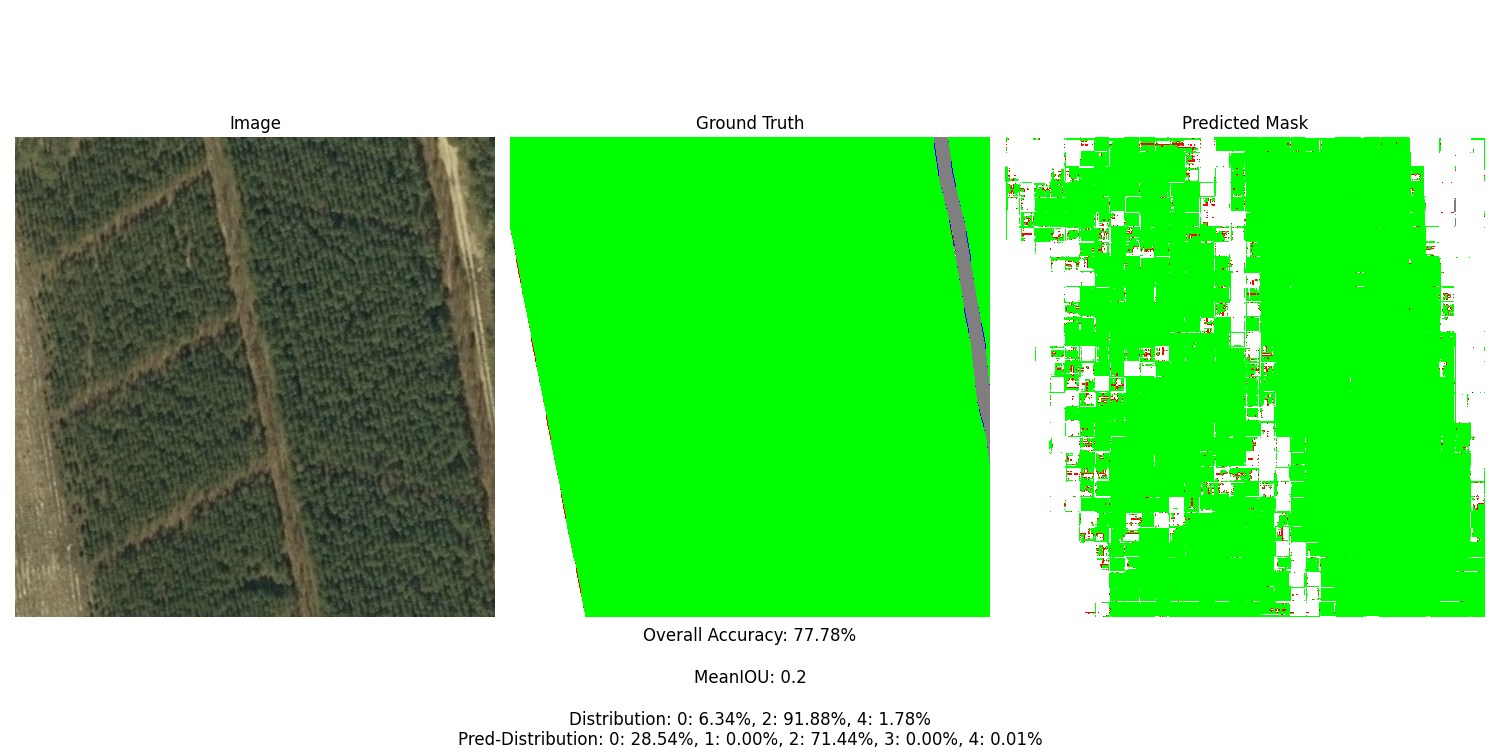 Image
Ground Truth
Predicted Mask
Overall Accuracy: 77.78%
MeanIOU: 0.2
Distribution: 0: 6.34%, 2: 91.88%, 4: 1.78%
Pred-Distribution: 0: 28.54%, 1: 0.00%, 2: 71.44%, 3: 0.00%, 4: 0.01%